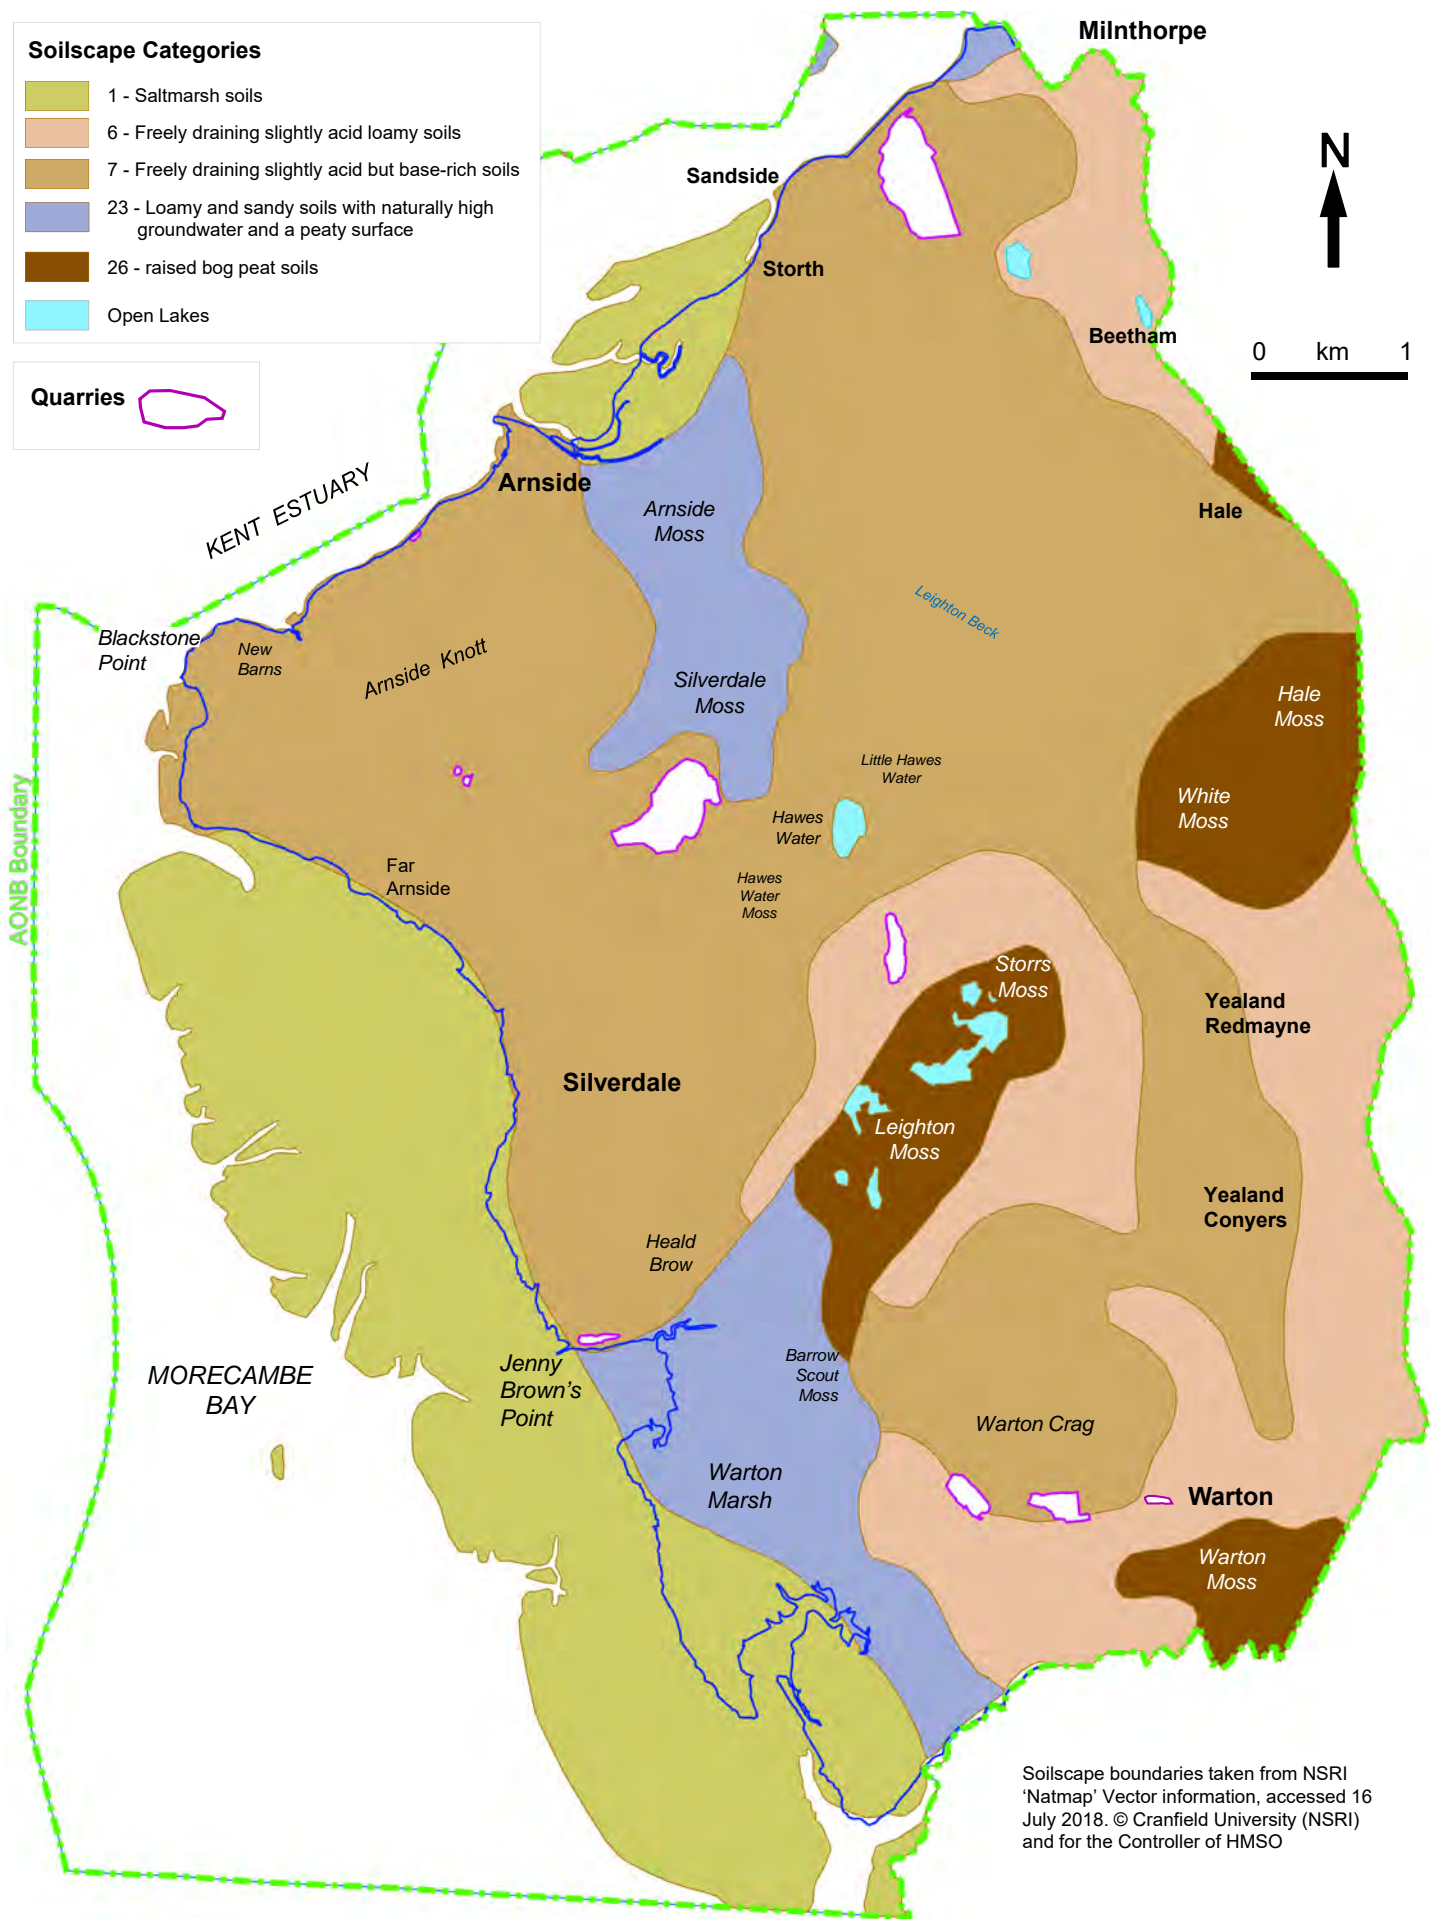 Soilscape Categories
1 - Saltmarsh soils
6 - Freely draining slightly acid loamy soils
7 - Freely draining slightly acid but base-rich soils
23 - Loamy and sandy soils with naturally high
groundwater and a peaty surface
26 - raised bog peat soils
Open Lakes
Quarries
Milnthorpe
N
Sandside
Storth
Beetham
0 km 1
KENT ESTUARY
Arnside
Arnside
Moss
Hale
Leighton Beck
Blackstone
Point
New
Barns
Arnside Knott
Silverdale
Moss
Hale
Moss
Little Hawes
Water
White
Moss
Hawes
Water
AONB Boundary
Far
Arnside
Hawes
Water
Moss
Storrs
Moss
Yealand
Redmayne
Silverdale
Leighton
Moss
Yealand
Conyers
Heald
Brow
MORECAMBE
BAY
Jenny
Brown's
Point
Barrow
Scout
Moss
Warton Crag
Warton
Marsh
Warton
Warton
Moss
Soilscape boundaries taken from NSRI
‘Natmap’ Vector information, accessed 16
July 2018. © Cranfield University (NSRI)
and for the Controller of HMSO